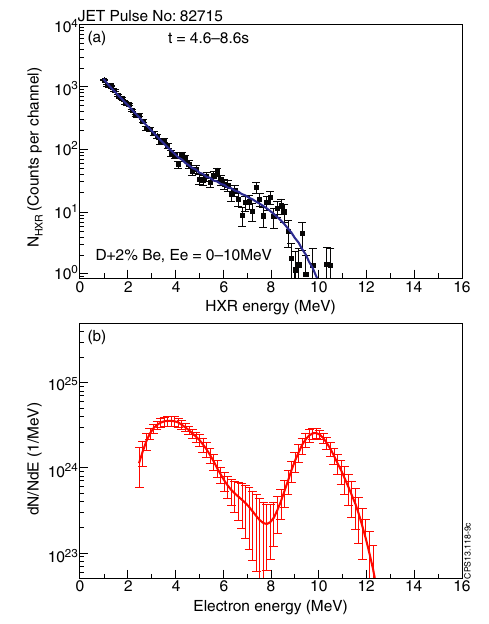 JET Pulse No: 82715
(a)
t = 4.6–8.6s
10⁴
10³
10²
10¹
10⁰
N_HXR (Counts per channel)
D+2% Be, Ee = 0–10MeV
0 2 4 6 8 10 12 14 16
HXR energy (MeV)
(b)
10²⁵
10²⁴
10²³
dN/NdE (1/MeV)
0 2 4 6 8 10 12 14 16
Electron energy (MeV)
CPS13.118-9c